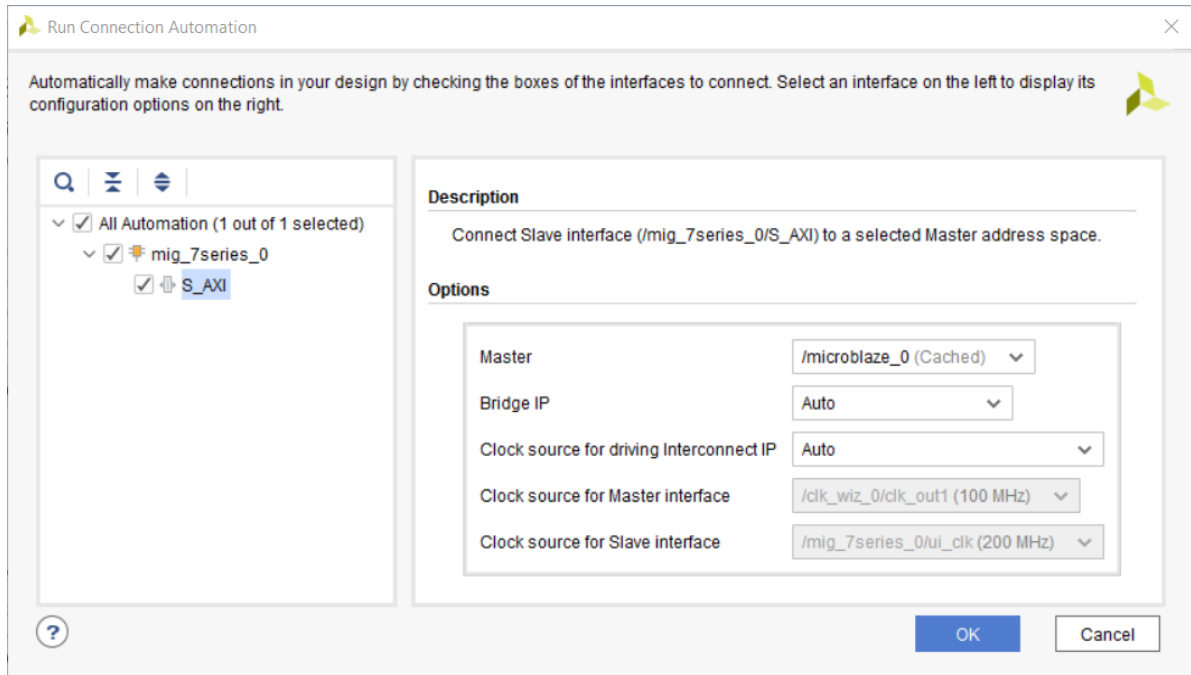 Run Connection Automation
Automatically make connections in your design by checking the boxes of the interfaces to connect. Select an interface on the left to display its
configuration options on the right.
All Automation (1 out of 1 selected)
mig_7series_0
S_AXI
Description
Connect Slave interface (/mig_7series_0/S_AXI) to a selected Master address space.
Options
Master /microblaze_0 (Cached)
Bridge IP Auto
Clock source for driving Interconnect IP Auto
Clock source for Master interface /clk_wiz_0/clk_out1 (100 MHz)
Clock source for Slave interface /mig_7series_0/ui_clk (200 MHz)
?
OK Cancel